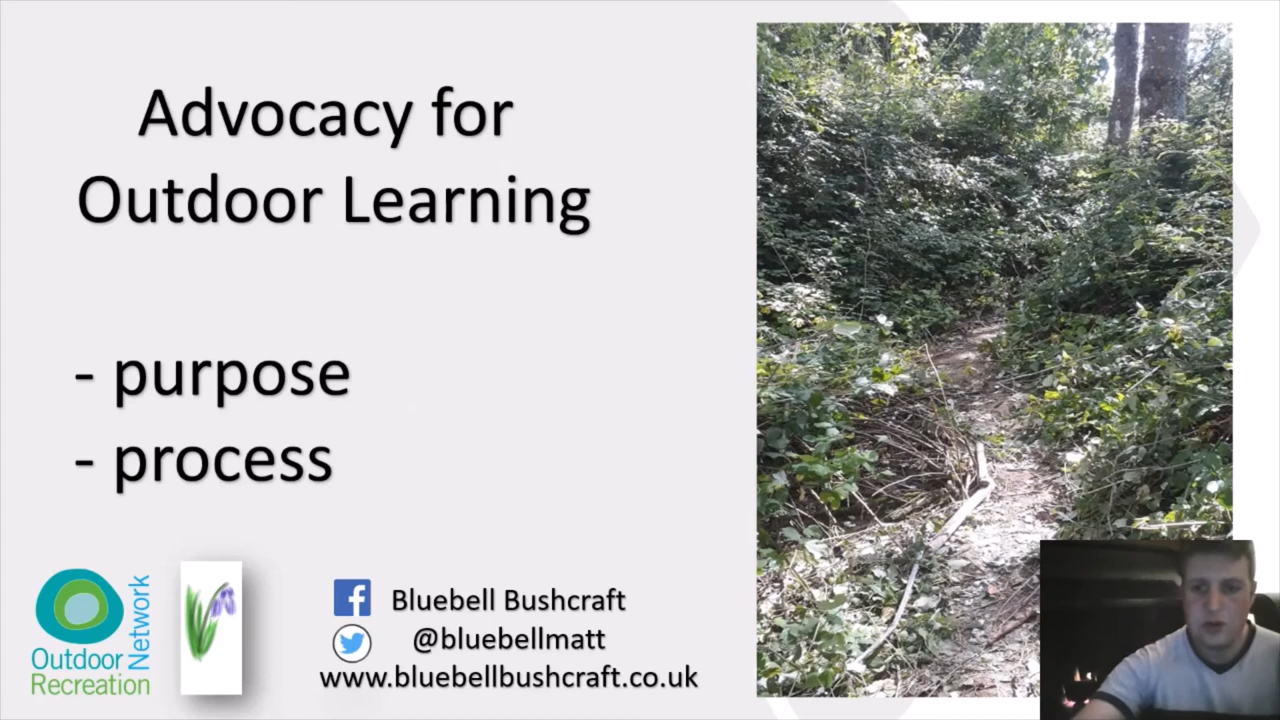 Advocacy for
Outdoor Learning
- purpose
- process
Outdoor
Recreation
Network
Bluebell Bushcraft
@bluebellmatt
www.bluebellbushcraft.co.uk